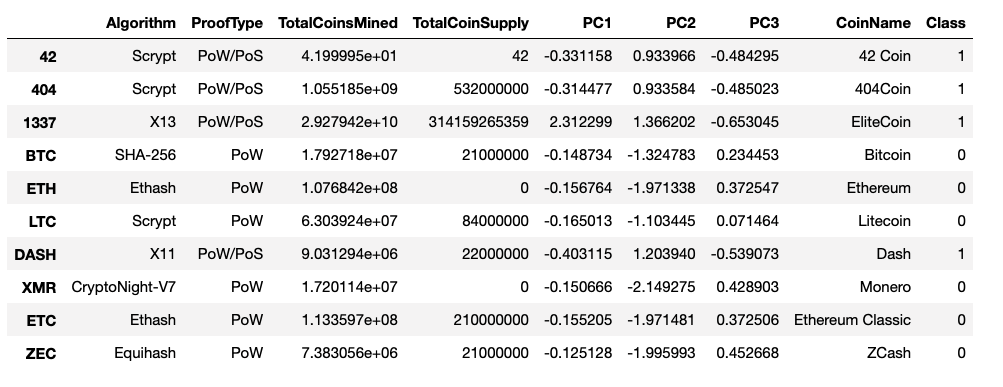 Algorithm ProofType TotalCoinsMined TotalCoinSupply PC1 PC2 PC3 CoinName Class
42 Scrypt PoW/PoS 4.199995e+01 42 -0.331158 0.933966 -0.484295 42 Coin 1
404 Scrypt PoW/PoS 1.055185e+09 532000000 -0.314477 0.933584 -0.485023 404Coin 1
1337 X13 PoW/PoS 2.927942e+10 314159265359 2.312299 1.366202 -0.653045 EliteCoin 1
BTC SHA-256 PoW 1.792718e+07 21000000 -0.148734 -1.324783 0.234453 Bitcoin 0
ETH Ethash PoW 1.076842e+08 0 -0.156764 -1.971338 0.372547 Ethereum 0
LTC Scrypt PoW 6.303924e+07 84000000 -0.165013 -1.103445 0.071464 Litecoin 0
DASH X11 PoW/PoS 9.031294e+06 22000000 -0.403115 1.203940 -0.539073 Dash 1
XMR CryptoNight-V7 PoW 1.720114e+07 0 -0.150666 -2.149275 0.428903 Monero 0
ETC Ethash PoW 1.133597e+08 210000000 -0.155205 -1.971481 0.372506 Ethereum Classic 0
ZEC Equihash PoW 7.383056e+06 21000000 -0.125128 -1.995993 0.452668 ZCash 0